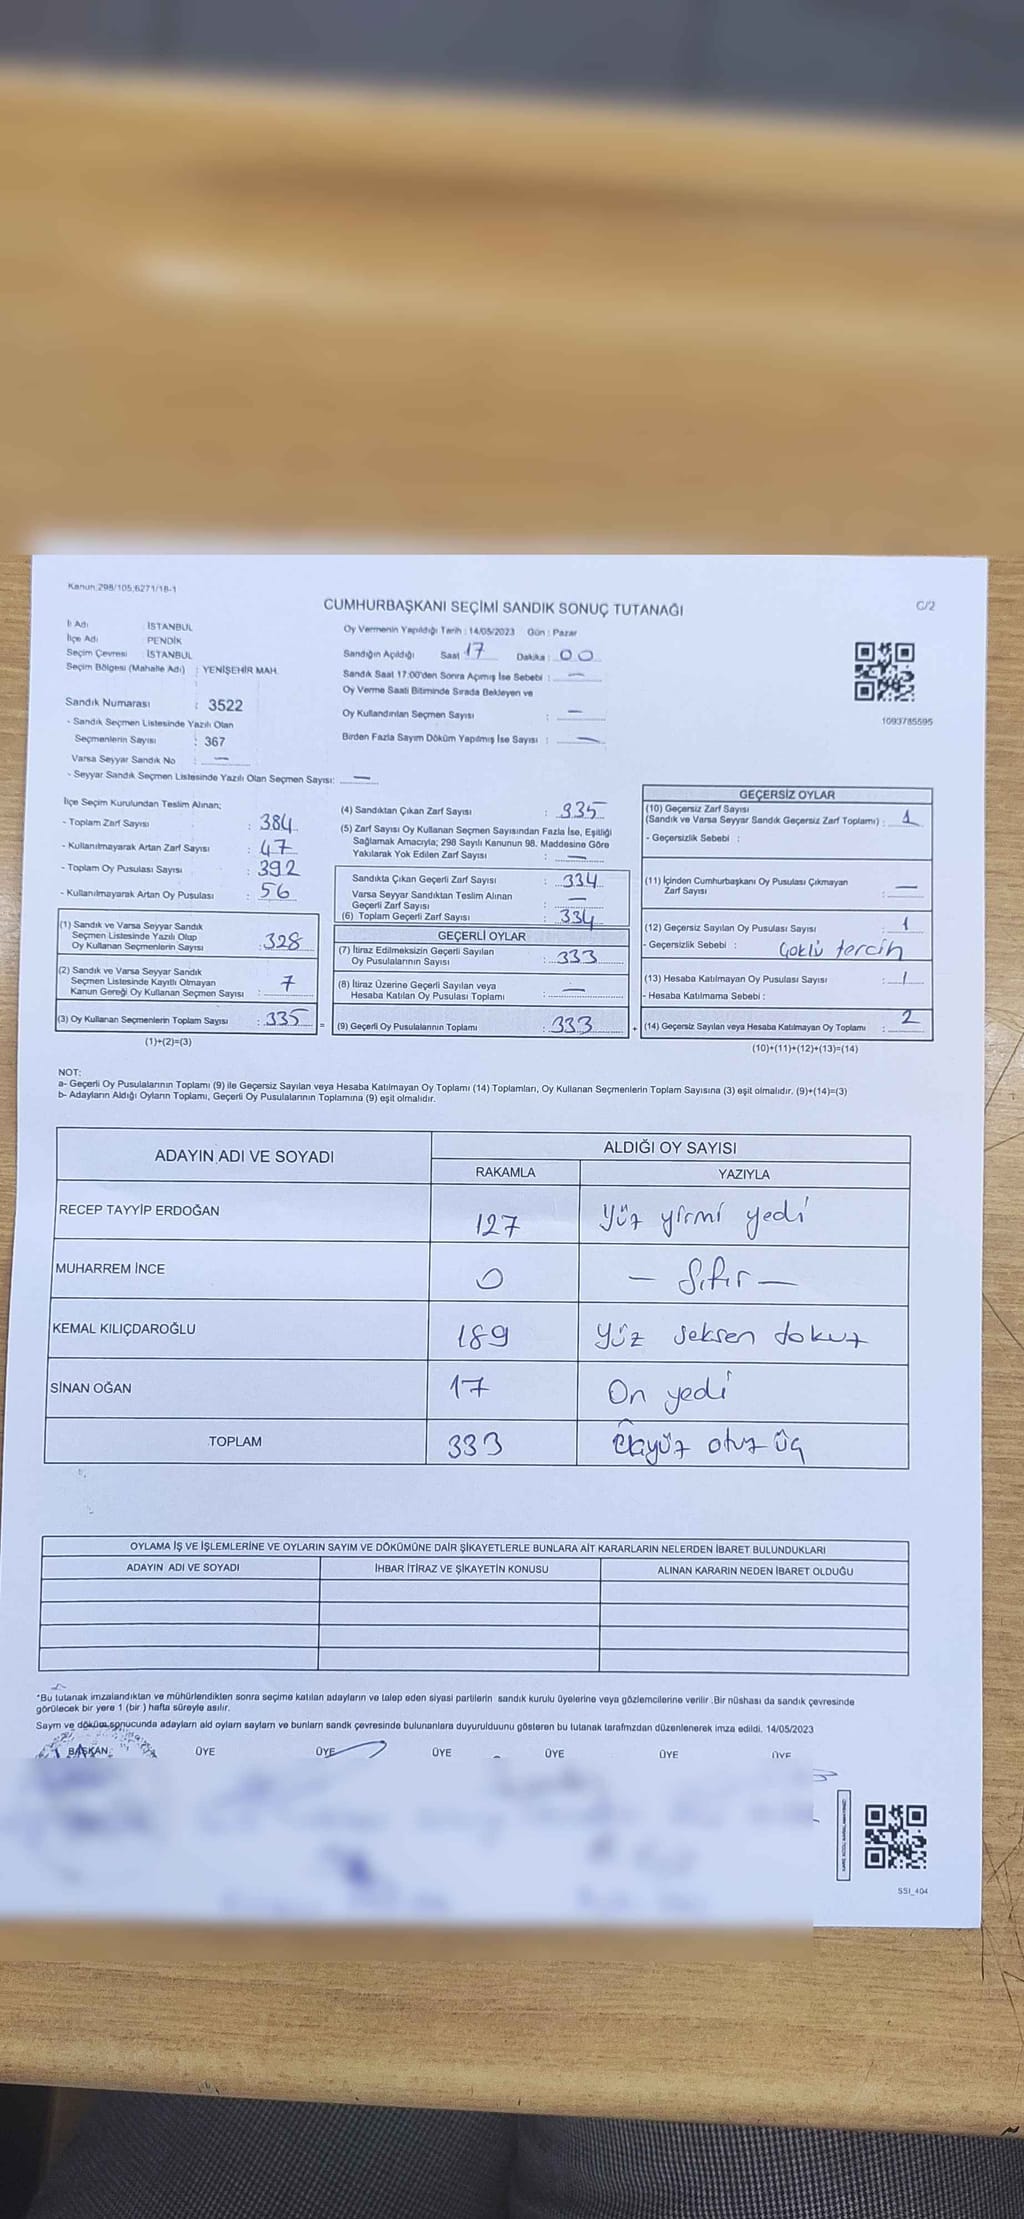 Kanun:298/105;6271/18-1
CUMHURBAŞKANI SEÇİMİ SANDIK SONUÇ TUTANAĞI
C/2
İl Adı : İSTANBUL
İlçe Adı : PENDİK
Seçim Çevresi : İSTANBUL
Seçim Bölgesi (Mahalle Adı) : YENİŞEHİR MAH.
Sandık Numarası : 3522
- Sandık Seçmen Listesinde Yazılı Olan
Seçmenlerin Sayısı : 367
Varsa Seyyar Sandık No : —
- Seyyar Sandık Seçmen Listesinde Yazılı Olan Seçmen Sayısı: —
Oy Vermenin Yapıldığı Tarih : 14/05/2023 Gün : Pazar
Sandığın Açıldığı Saat 17 Dakika : 00
Sandık Saat 17:00'den Sonra Açımış İse Sebebi : —
Oy Verme Saati Bitiminde Sırada Bekleyen ve
Oy Kullandırılan Seçmen Sayısı : —
Birden Fazla Sayım Döküm Yapılmış İse Sayısı : —
1093785595
İlçe Seçim Kurulundan Teslim Alınan;
- Toplam Zarf Sayısı : 384
- Kullanılmayarak Artan Zarf Sayısı : 47
- Toplam Oy Pusulası Sayısı : 392
- Kullanılmayarak Artan Oy Pusulası : 56
(1) Sandık ve Varsa Seyyar Sandık
Seçmen Listesinde Yazılı Olup
Oy Kullanan Seçmenlerin Sayısı : 328
(2) Sandık ve Varsa Seyyar Sandık
Seçmen Listesinde Kayıtlı Olmayan
Kanun Gereği Oy Kullanan Seçmen Sayısı : 7
(3) Oy Kullanan Seçmenlerin Toplam Sayısı : 335 =
(1)+(2)=(3)
(4) Sandıktan Çıkan Zarf Sayısı : 335
(5) Zarf Sayısı Oy Kullanan Seçmen Sayısından Fazla İse, Eşitliği
Sağlamak Amacıyla; 298 Sayılı Kanunun 98. Maddesine Göre
Yakılarak Yok Edilen Zarf Sayısı : —
Sandıkta Çıkan Geçerli Zarf Sayısı : 334
Varsa Seyyar Sandıktan Teslim Alınan
Geçerli Zarf Sayısı : —
(6) Toplam Geçerli Zarf Sayısı : 334
GEÇERLİ OYLAR
(7) İtiraz Edilmeksizin Geçerli Sayılan
Oy Pusulalarının Sayısı : 333
(8) İtiraz Üzerine Geçerli Sayılan veya
Hesaba Katılan Oy Pusulası Toplamı : —
(9) Geçerli Oy Pusulalarının Toplamı : 333 +
GEÇERSİZ OYLAR
(10) Geçersiz Zarf Sayısı
(Sandık ve Varsa Seyyar Sandık Geçersiz Zarf Toplamı) : 1
- Geçersizlik Sebebi :
(11) İçinden Cumhurbaşkanı Oy Pusulası Çıkmayan
Zarf Sayısı : —
(12) Geçersiz Sayılan Oy Pusulası Sayısı : 1
- Geçersizlik Sebebi : Çoklu tercih
(13) Hesaba Katılmayan Oy Pusulası Sayısı : 1
- Hesaba Katılmama Sebebi :
(14) Geçersiz Sayılan veya Hesaba Katılmayan Oy Toplamı : 2
(10)+(11)+(12)+(13)=(14)
NOT:
a- Geçerli Oy Pusulalarının Toplamı (9) ile Geçersiz Sayılan veya Hesaba Katılmayan Oy Toplamı (14) Toplamları, Oy Kullanan Seçmenlerin Toplam Sayısına (3) eşit olmalıdır. (9)+(14)=(3)
b- Adayların Aldığı Oyların Toplamı, Geçerli Oy Pusulalarının Toplamına (9) eşit olmalıdır.
ADAYIN ADI VE SOYADI
ALDIĞI OY SAYISI
RAKAMLA YAZIYLA
RECEP TAYYİP ERDOĞAN 127 Yüz yirmi yedi
MUHARREM İNCE 0 — Sıfır —
KEMAL KILIÇDAROĞLU 189 Yüz seksen dokuz
SİNAN OĞAN 17 On yedi
TOPLAM 333 otuz üç
OYLAMA İŞ VE İŞLEMLERİNE VE OYLARIN SAYIM VE DÖKÜMÜNE DAİR ŞİKAYETLERLE BUNLARA AİT KARARLARIN NELERDEN İBARET BULUNDUKLARI
ADAYIN ADI VE SOYADI İHBAR İTİRAZ VE ŞİKAYETİN KONUSU ALINAN KARARIN NEDEN İBARET OLDUĞU
*Bu tutanak imzalandıktan ve mühürlendikten sonra seçime katılan adayların ve talep eden siyasi partilerin sandık kurulu üyelerine veya gözlemcilerine verilir .Bir nüshası da sandık çevresinde
görülecek bir yere 1 (bir ) hafta süreyle asılır.
Sayım ve döküm sonucunda adayların ald oyların sayların ve bunların sandk çevresinde bulunanlara duyurulduunu gösteren bu tutanak tarafmzdan düzenlenerek imza edildi. 14/05/2023
BAŞKAN ÜYE ÜYE ÜYE ÜYE ÜYE ÜYE
SSI_404